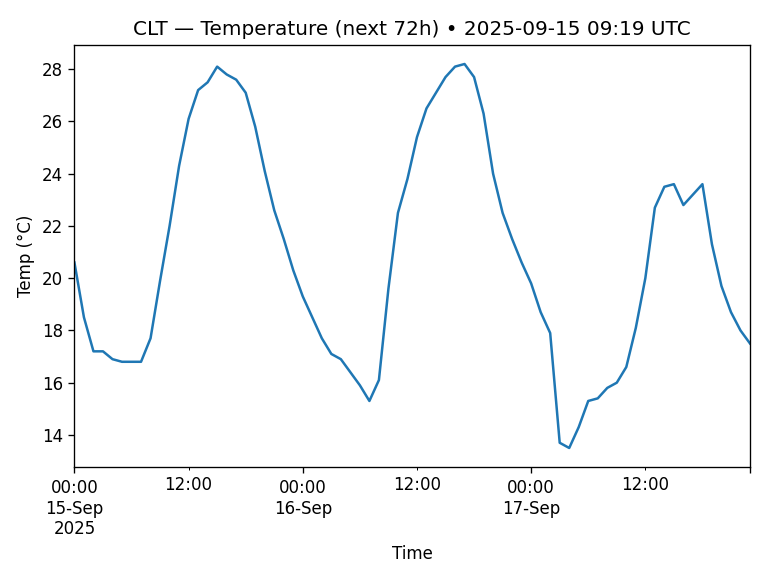 CLT — Temperature (next 72h) • 2025-09-15 09:19 UTC
Temp (°C)
28
26
24
22
20
18
16
14
00:00 12:00 00:00 12:00 00:00 12:00
15-Sep 16-Sep 17-Sep
2025
Time